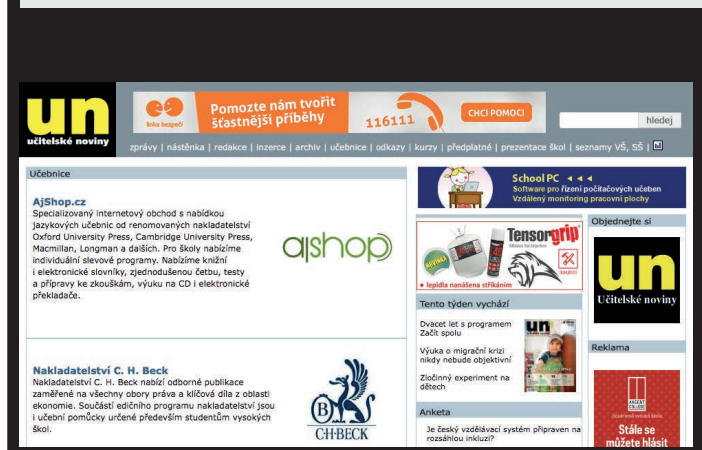 un
učitelské noviny
linka bezpečí
Pomozte nám tvořit
šťastnější příběhy
116111
CHCI POMOCI
hledej
zprávy | nástěnka | redakce | inzerce | archiv | učebnice | odkazy | kurzy | předplatné | prezentace škol | seznamy VŠ, SŠ |
Učebnice
AjShop.cz
Specializovaný internetový obchod s nabídkou
jazykových učebnic od renomovaných nakladatelství
Oxford University Press, Cambridge University Press,
Macmillan, Longman a dalších. Pro školy nabízíme
individuální slevové programy. Nabízíme knižní
i elektronické slovníky, zjednodušenou četbu, testy
a přípravy ke zkouškám, výuku na CD i elektronické
překladače.
ajshop
Nakladatelství C. H. Beck
Nakladatelství C. H. Beck nabízí odborné publikace
zaměřené na všechny obory práva a klíčová díla z oblasti
ekonomie. Součástí edičního programu nakladatelství jsou
i učební pomůcky určené především studentům vysokých
škol.
B
C·H·BECK
School PC
Software pro řízení počítačových učeben
Vzdálený monitoring pracovní plochy
NOVINKA
Tensorgrip
• lepidla nanášena stříkáním
Tento týden vychází
Dvacet let s programem
Začít spolu
Výuka o migrační krizi
nikdy nebude objektivní
Zločinný experiment na
dětech
un
Anketa
Je český vzdělávací systém připraven na
rozsáhlou inkluzi?
Objednejte si
un
Učitelské noviny
Reklama
Stále se
můžete hlásit